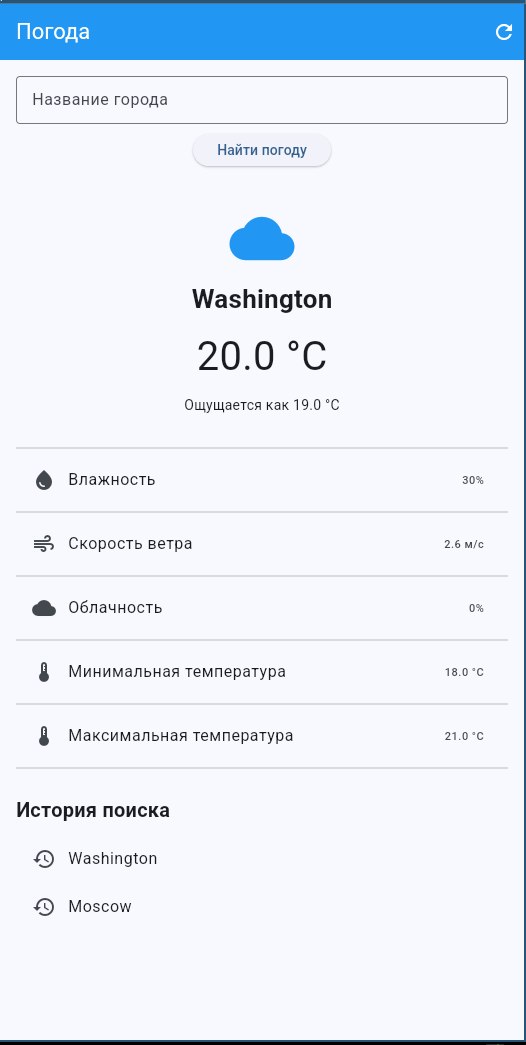 Погода
Название города
Найти погоду
Washington
20.0 °C
Ощущается как 19.0 °C
Влажность 30%
Скорость ветра 2.6 м/с
Облачность 0%
Минимальная температура 18.0 °C
Максимальная температура 21.0 °C
История поиска
Washington
Moscow